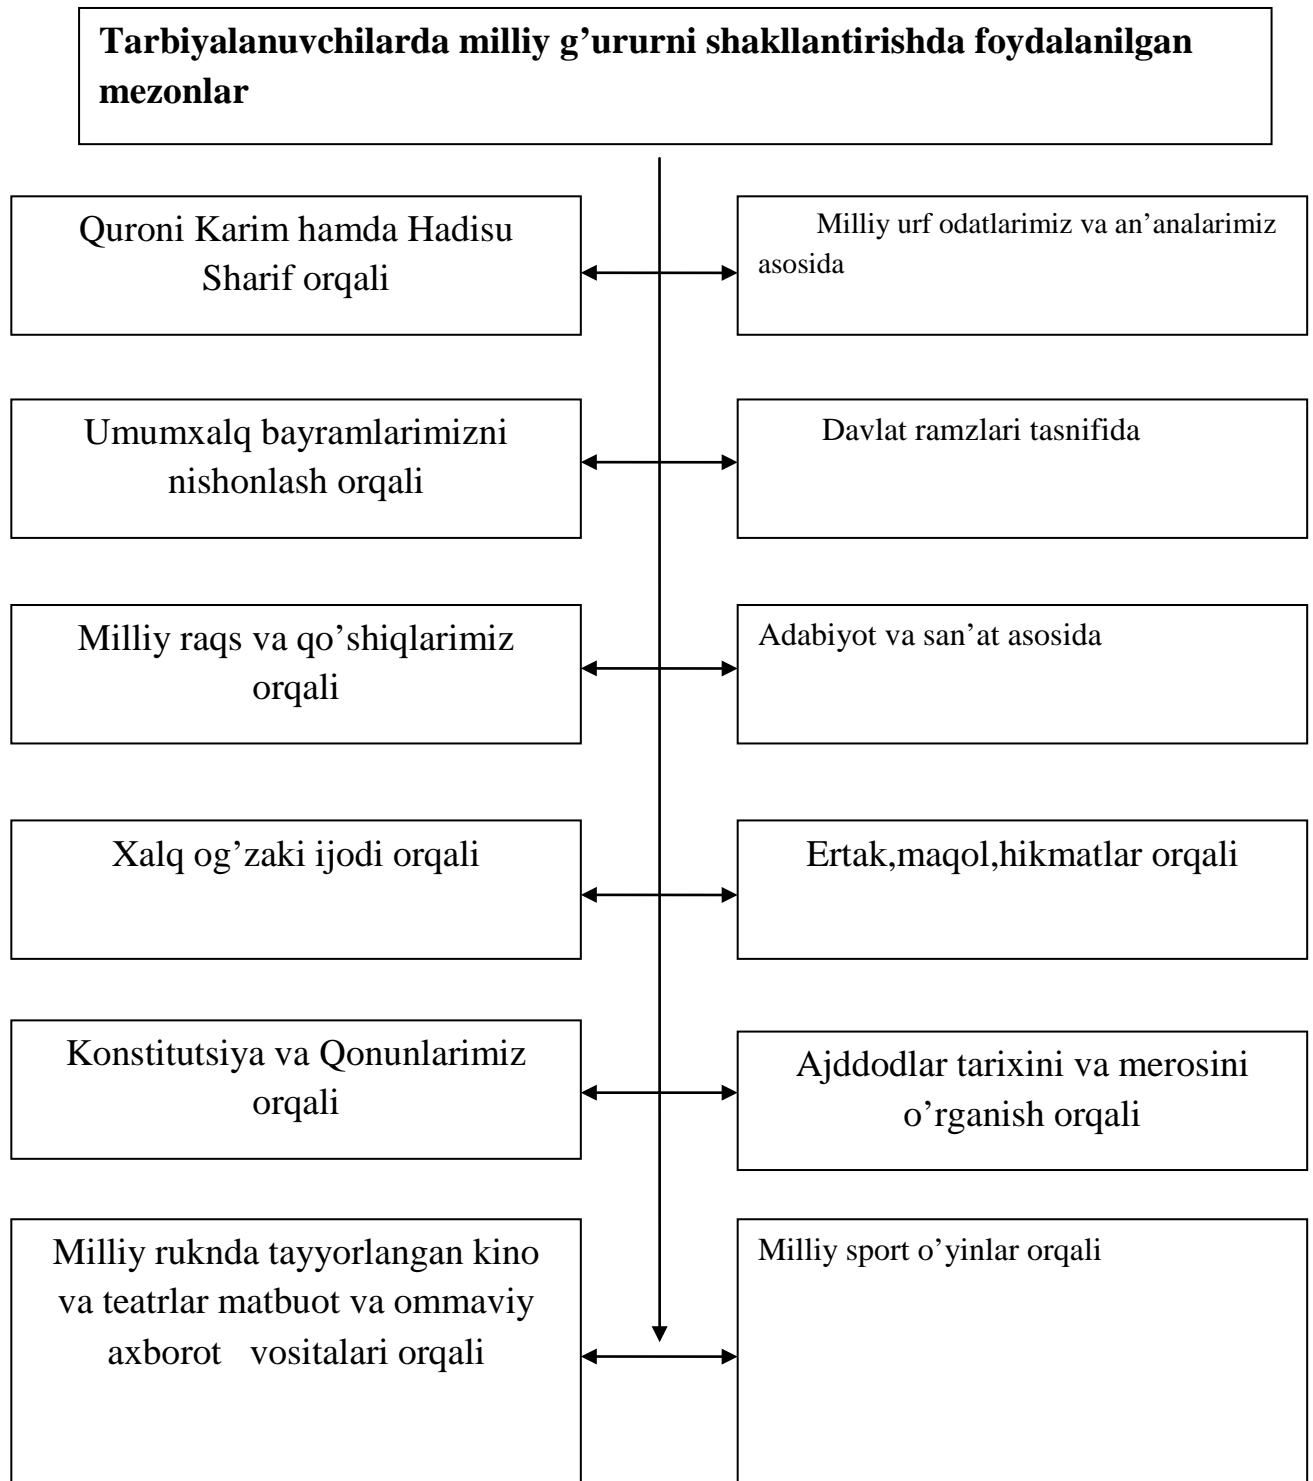 Tarbiyalanuvchilarda milliy g'ururni shakllantirishda foydalanilgan
mezonlar
Quroni Karim hamda Hadisu
Sharif orqali
Milliy urf odatlarimiz va an’analarimiz
asosida
Umumxalq bayramlarimizni
nishonlash orqali
Davlat ramzlari tasnifida
Milliy raqs va qo’shiqlarimiz
orqali
Adabiyot va san’at asosida
Xalq og’zaki ijodi orqali
Ertak,maqol,hikmatlar orqali
Konstitutsiya va Qonunlarimiz
orqali
Ajddodlar tarixini va merosini
o’rganish orqali
Milliy ruknda tayyorlangan kino
va teatrlar matbuot va ommaviy
axborot vositalari orqali
Milliy sport o’yinlar orqali